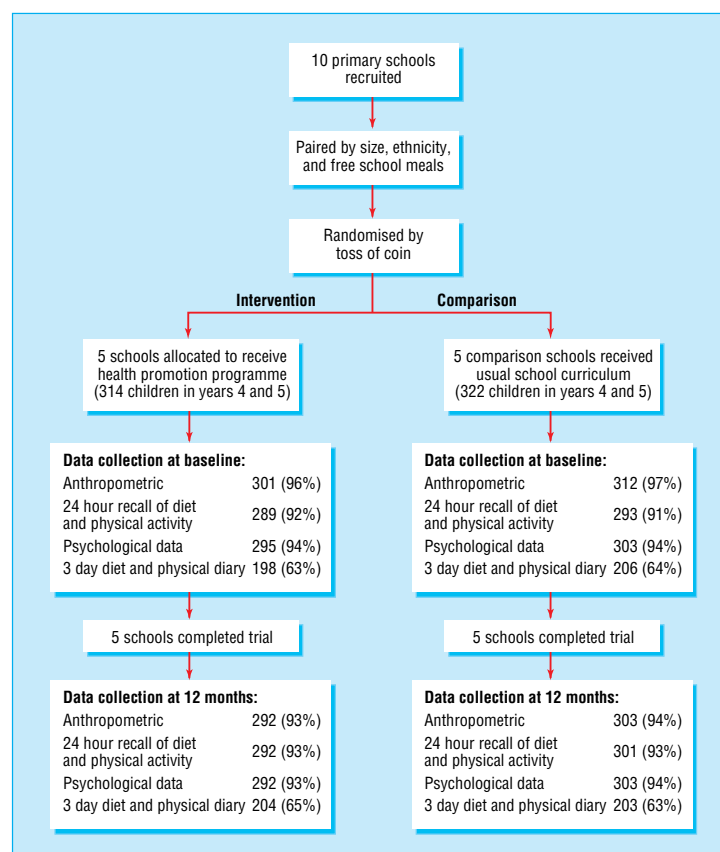 10 primary schools
recruited
Paired by size, ethnicity,
and free school meals
Randomised by
toss of coin
Intervention
Comparison
5 schools allocated to receive
health promotion programme
(314 children in years 4 and 5)
5 comparison schools received
usual school curriculum
(322 children in years 4 and 5)
Data collection at baseline:
Anthropometric 301 (96%)
24 hour recall of diet
and physical activity 289 (92%)
Psychological data 295 (94%)
3 day diet and physical diary 198 (63%)
Data collection at baseline:
Anthropometric 312 (97%)
24 hour recall of diet
and physical activity 293 (91%)
Psychological data 303 (94%)
3 day diet and physical diary 206 (64%)
5 schools completed trial
5 schools completed trial
Data collection at 12 months:
Anthropometric 292 (93%)
24 hour recall of diet
and physical activity 292 (93%)
Psychological data 292 (93%)
3 day diet and physical diary 204 (65%)
Data collection at 12 months:
Anthropometric 303 (94%)
24 hour recall of diet
and physical activity 301 (93%)
Psychological data 303 (94%)
3 day diet and physical diary 203 (63%)